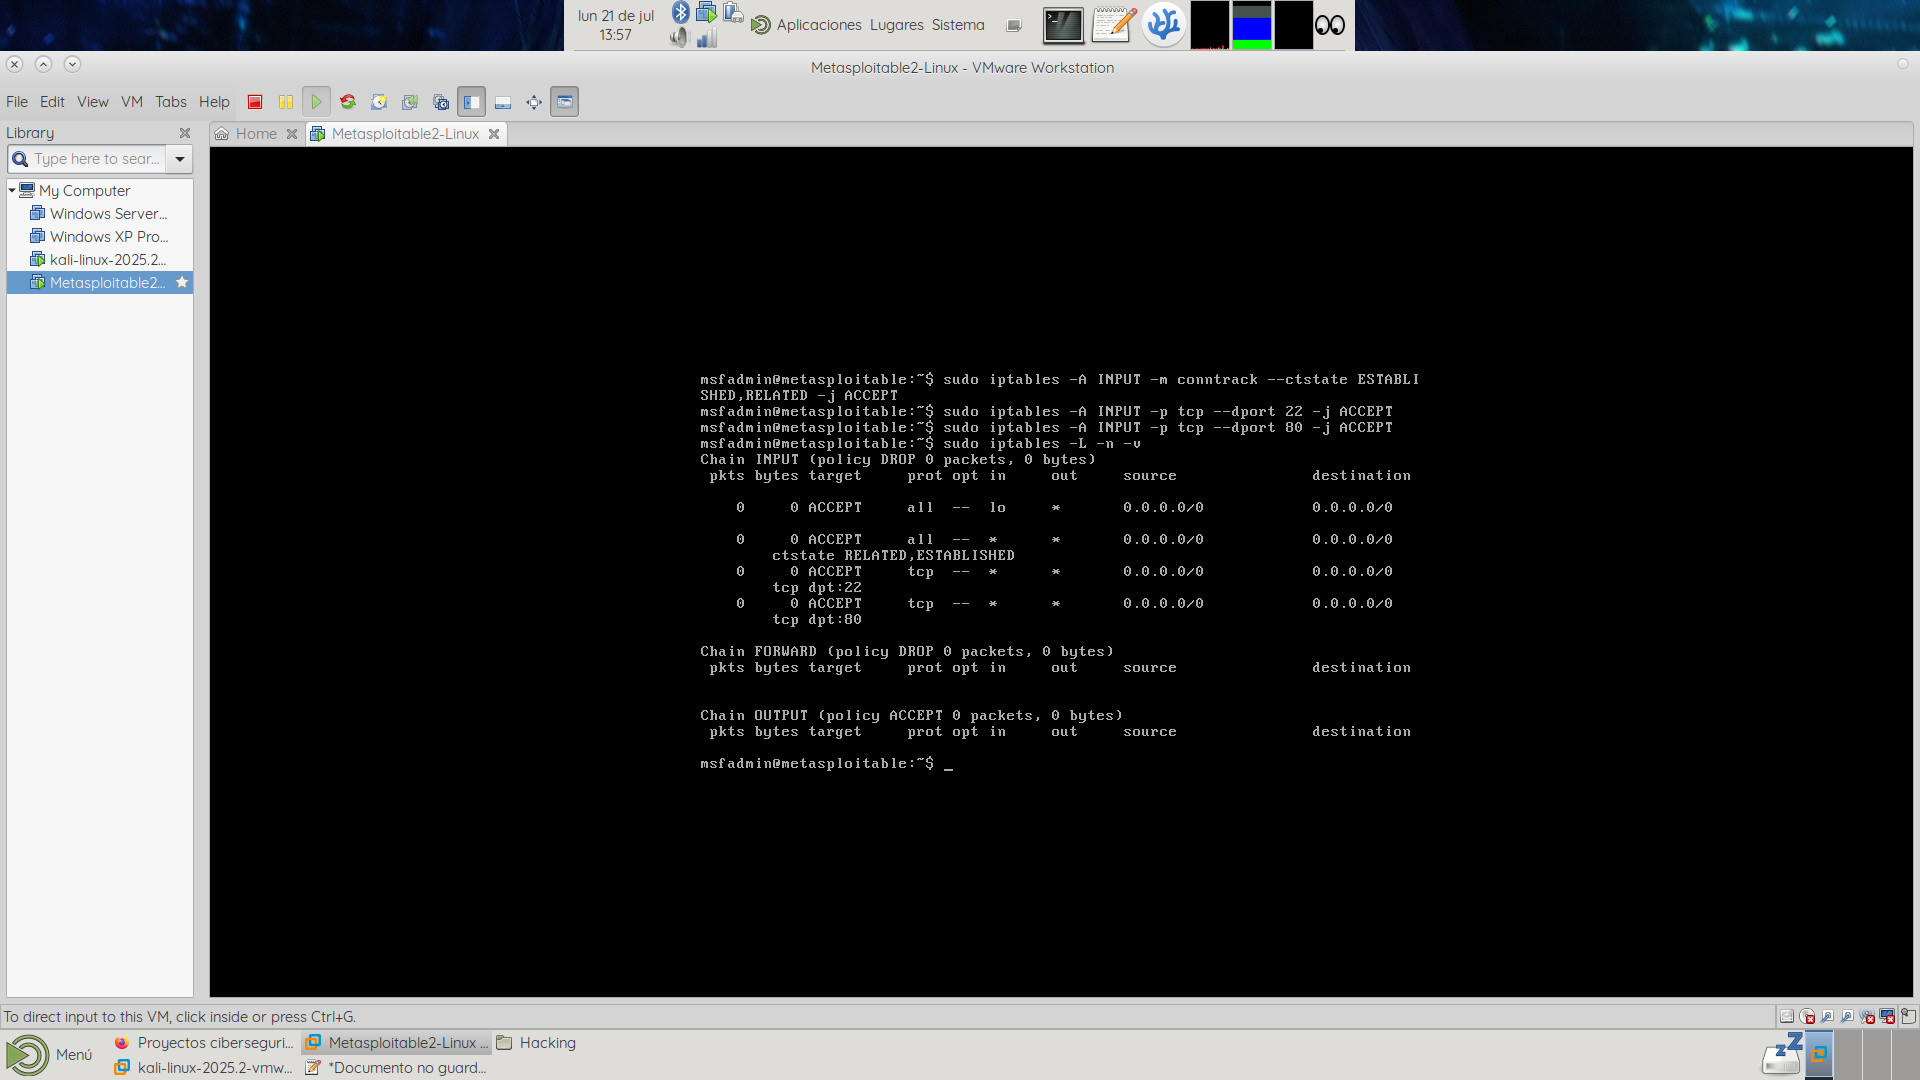 lun 21 de jul
13:57
Aplicaciones Lugares Sistema
Metasploitable2-Linux - VMware Workstation
File Edit View VM Tabs Help
Library
Home
Metasploitable2-Linux
Type here to sear...
My Computer
Windows Server...
Windows XP Pro...
kali-linux-2025.2...
Metasploitable2...
msfadmin@metasploitable:~$ sudo iptables -A INPUT -m conntrack --ctstate ESTABLI
SHED,RELATED -j ACCEPT
msfadmin@metasploitable:~$ sudo iptables -A INPUT -p tcp --dport 22 -j ACCEPT
msfadmin@metasploitable:~$ sudo iptables -A INPUT -p tcp --dport 80 -j ACCEPT
msfadmin@metasploitable:~$ sudo iptables -L -n -v
Chain INPUT (policy DROP 0 packets, 0 bytes)
pkts bytes target prot opt in out source destination
0 0 ACCEPT all -- lo * 0.0.0.0/0 0.0.0.0/0
0 0 ACCEPT all -- * * 0.0.0.0/0 0.0.0.0/0
ctstate RELATED,ESTABLISHED
0 0 ACCEPT tcp -- * * 0.0.0.0/0 0.0.0.0/0
tcp dpt:22
0 0 ACCEPT tcp -- * * 0.0.0.0/0 0.0.0.0/0
tcp dpt:80
Chain FORWARD (policy DROP 0 packets, 0 bytes)
pkts bytes target prot opt in out source destination
Chain OUTPUT (policy ACCEPT 0 packets, 0 bytes)
pkts bytes target prot opt in out source destination
msfadmin@metasploitable:~$ _
To direct input to this VM, click inside or press Ctrl+G.
Menú
Proyectos cibersegur­i...
Metasploitable2-Linux ...
Hacking
kali-linux-2025.2-vmw...
*Documento no guard...